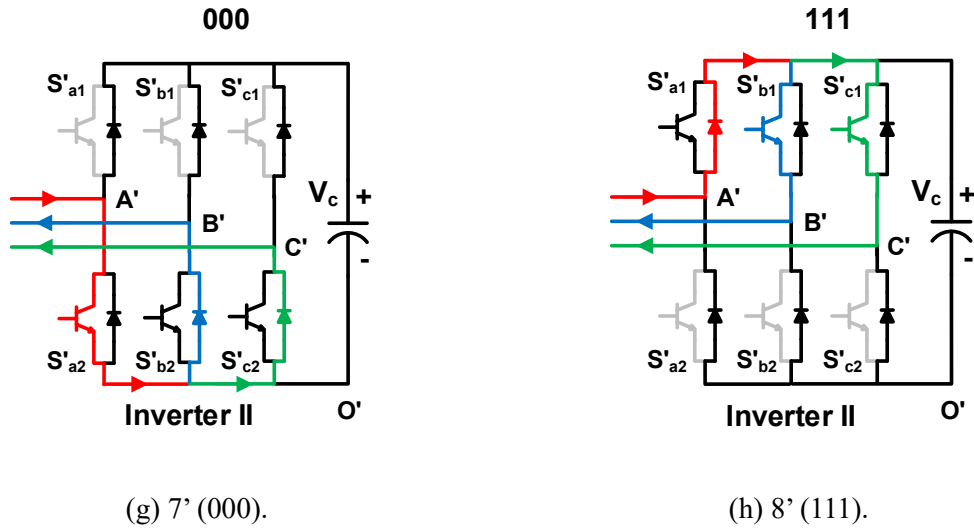 000
111
S'a1 S'b1 S'c1
S'a1 S'b1 S'c1
A' Vc +
A' Vc +
B'
B'
C' -
C' -
S'a2 S'b2 S'c2
S'a2 S'b2 S'c2
Inverter II O'
Inverter II O'
(g) 7’ (000).
(h) 8’ (111).